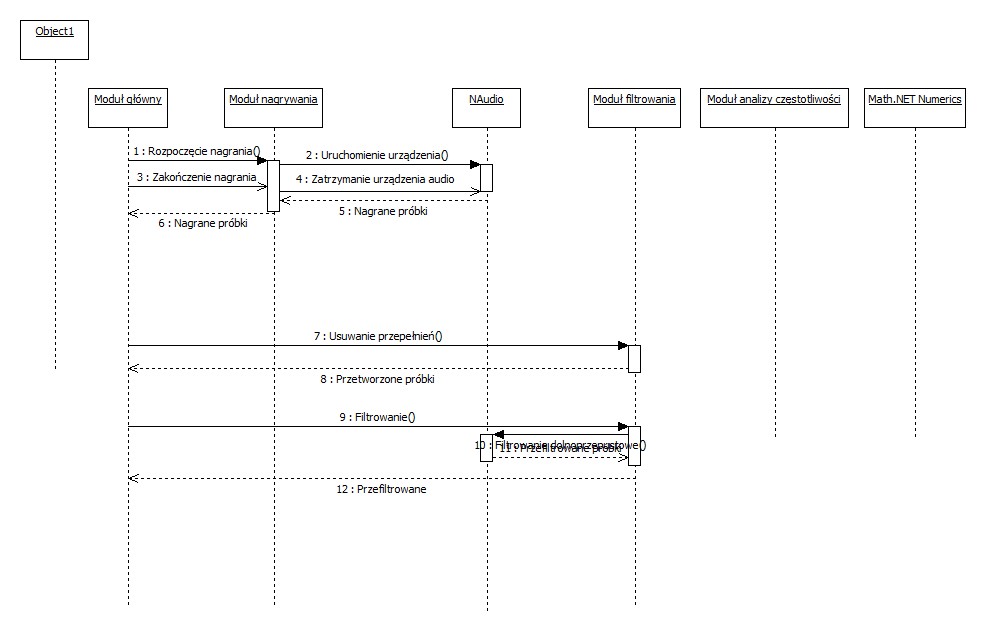 Object1
Moduł główny
Moduł nagrywania
NAudio
Moduł filtrowania
Moduł analizy częstotliwości
Math.NET Numerics
1 : Rozpoczęcie nagrania()
2 : Uruchomienie urządzenia()
3 : Zakończenie nagrania
4 : Zatrzymanie urządzenia audio
5 : Nagrane próbki
6 : Nagrane próbki
7 : Usuwanie przepełnień()
8 : Przetworzone próbki
9 : Filtrowanie()
10 : Filtrowanie dolnoprzepustowe()
11 : Przefiltrowane próbki
12 : Przefiltrowane